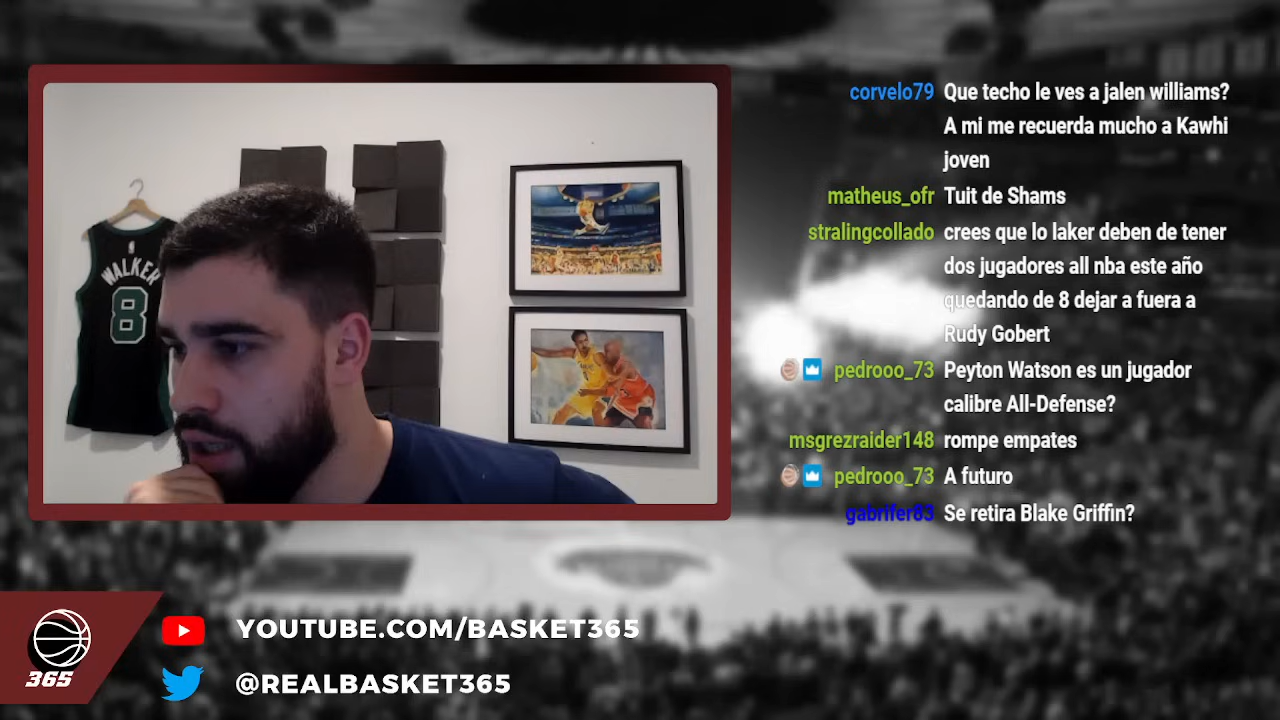 corvelo79 Que techo le ves a jalen williams?
A mi me recuerda mucho a Kawhi
joven
matheus_ofr Tuit de Shams
stralingcollado crees que lo laker deben de tener
dos jugadores all nba este año
quedando de 8 dejar a fuera a
Rudy Gobert
pedrooo_73 Peyton Watson es un jugador
calibre All-Defense?
msgrezraider148 rompe empates
pedrooo_73 A futuro
gabrifer83 Se retira Blake Griffin?
WALKER
8
365
YOUTUBE.COM/BASKET365
@REALBASKET365